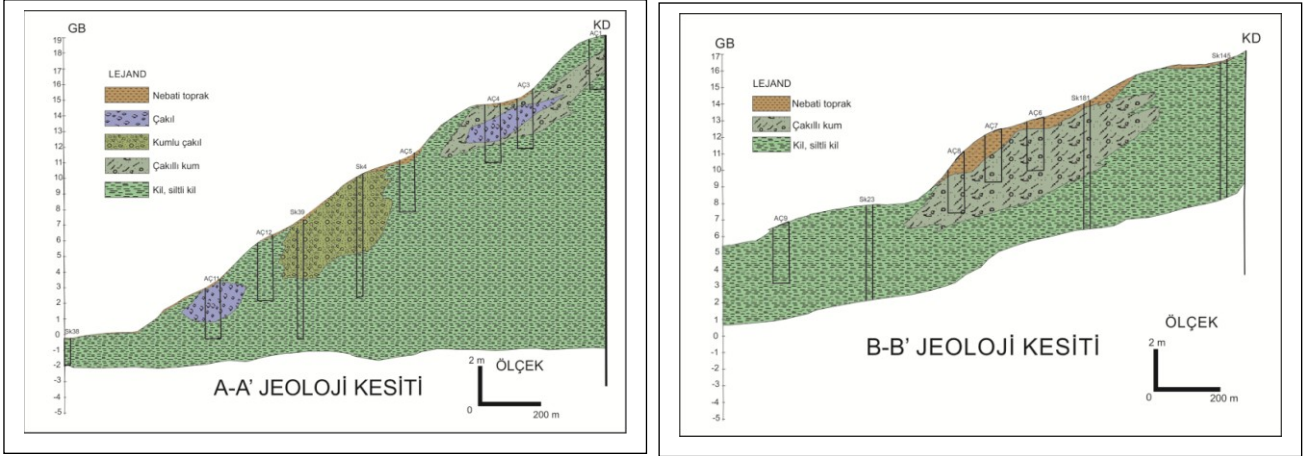 GB
KD
19
18
17
16
15
14
13
12
11
10
9
8
7
6
5
4
3
2
1
0
-1
-2
-3
-4
-5
LEJAND
Nebati toprak
Çakıl
Kumlu çakıl
Çakıllı kum
Kil, siltli kil
AÇ1
AÇ3
AÇ4
AÇ5
Sk4
Sk39
AÇ12
AÇ11
Sk38
A-A' JEOLOJİ KESİTİ
ÖLÇEK
2 m
0
200 m
GB
KD
17
16
15
14
13
12
11
10
9
8
7
6
5
4
3
2
1
0
-1
-2
-3
-4
-5
LEJAND
Nebati toprak
Çakıllı kum
Kil, siltli kil
Sk145
Sk181
AÇ6
AÇ7
AÇ8
Sk23
AÇ9
B-B' JEOLOJİ KESİTİ
ÖLÇEK
2 m
0
200 m